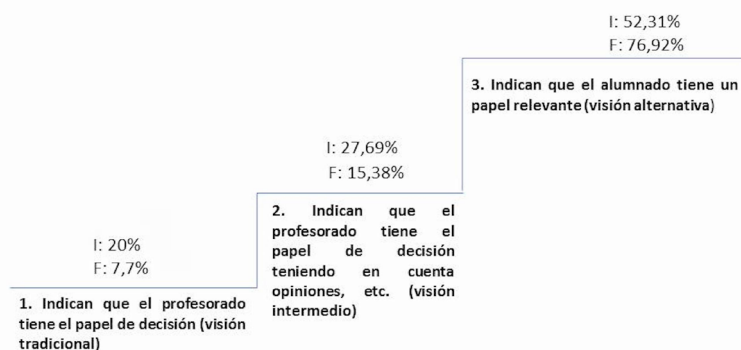 I: 52,31%
F: 76,92%
3. Indican que el alumnado tiene un
papel relevante (visión alternativa)
I: 27,69%
F: 15,38%
2. Indican que el
profesorado tiene el
papel de decisión
teniendo en cuenta
opiniones, etc. (visión
intermedio)
I: 20%
F: 7,7%
1. Indican que el profesorado
tiene el papel de decisión (visión
tradicional)